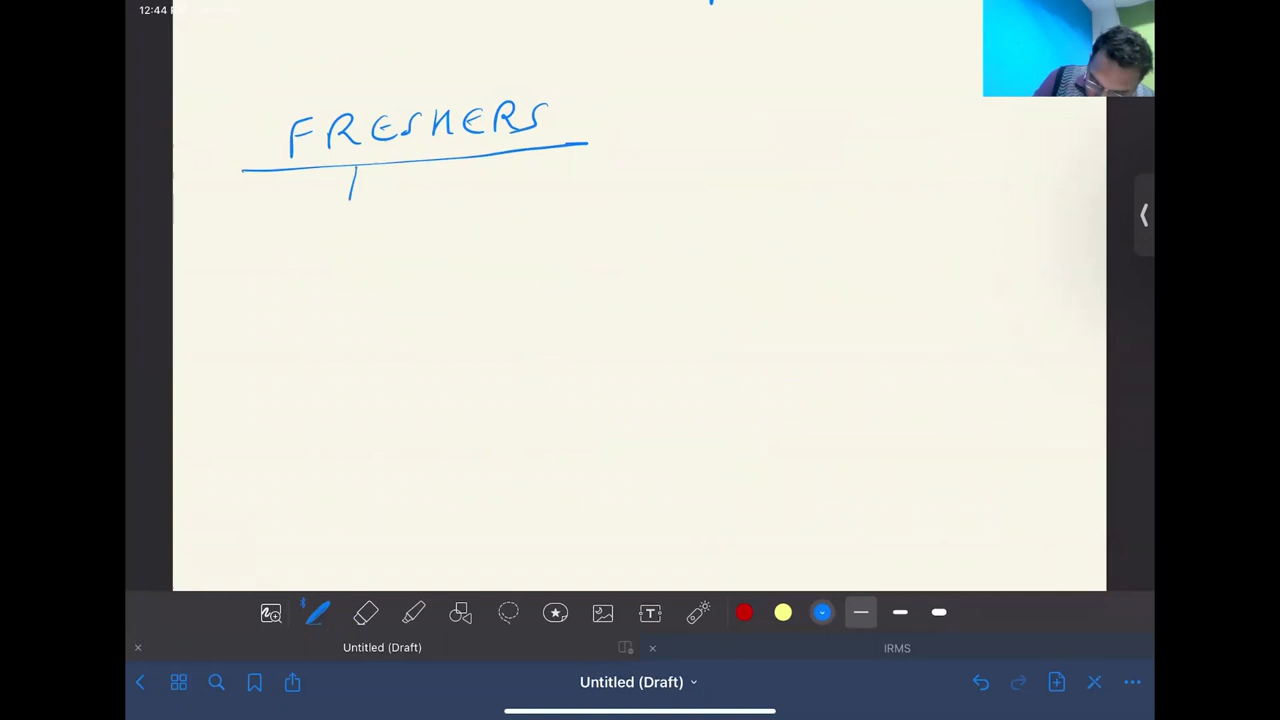 12:44 P
FRESHERS
T
Untitled (Draft)
IRMS
Untitled (Draft)